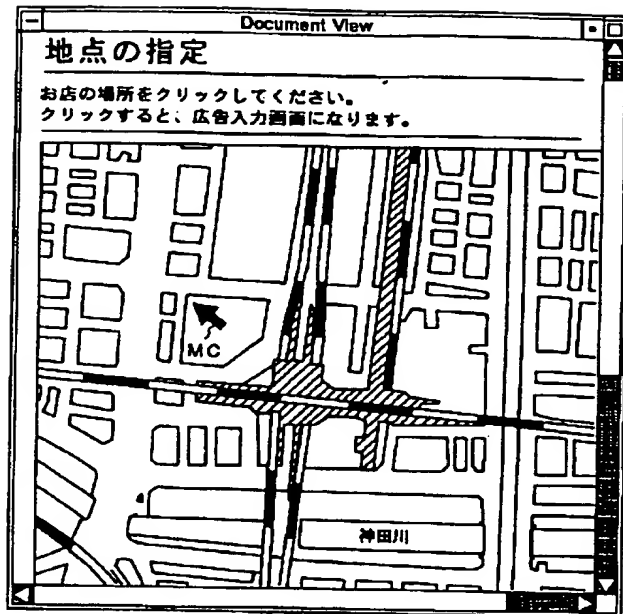 Document View
地点の指定
お店の場所をクリックしてください。
クリックすると、広告入力画面になります。
MC
神田川